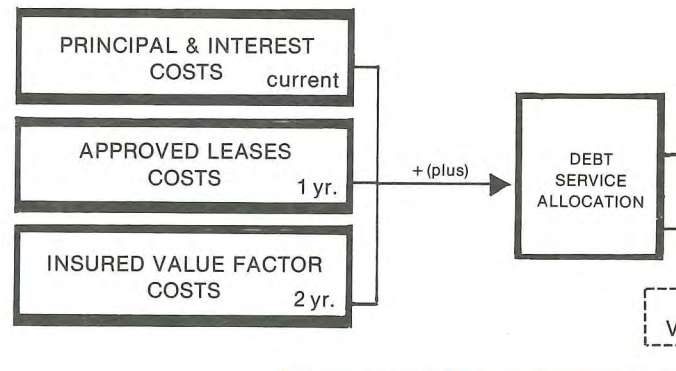 PRINCIPAL & INTEREST
COSTS
current
APPROVED LEASES
COSTS
1 yr.
INSURED VALUE FACTOR
COSTS
2 yr.
+ (plus)
DEBT
SERVICE
ALLOCATION
V